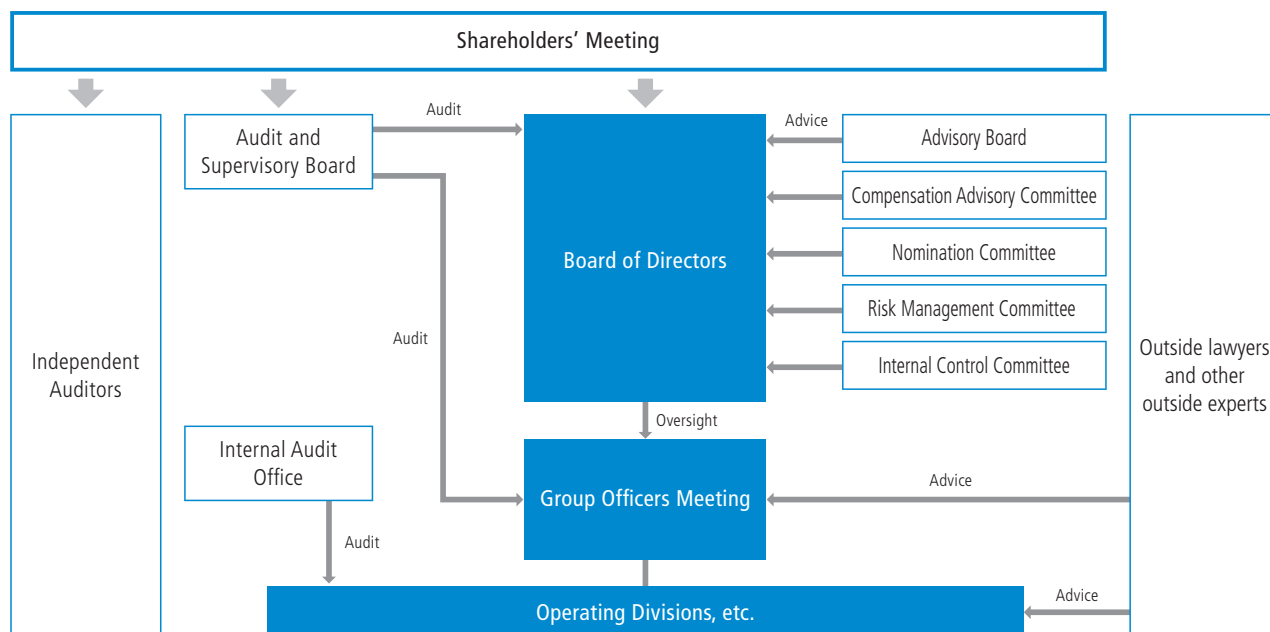 Shareholders’ Meeting
Audit and
Supervisory Board
Audit
Board of Directors
Advice
Advisory Board
Compensation Advisory Committee
Nomination Committee
Risk Management Committee
Internal Control Committee
Audit
Independent
Auditors
Outside lawyers
and other
outside experts
Oversight
Internal Audit
Office
Group Officers Meeting
Advice
Audit
Operating Divisions, etc.
Advice